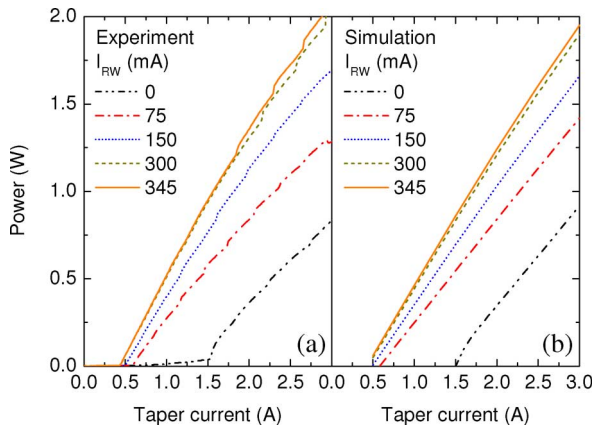 2.0
1.5
1.0
0.5
0.0
Power (W)
Experiment
I_RW (mA)
0
75
150
300
345
(a)
0.0 0.5 1.0 1.5 2.0 2.5
Taper current (A)
Simulation
I_RW (mA)
0
75
150
300
345
(b)
0.0 0.5 1.0 1.5 2.0 2.5 3.0
Taper current (A)